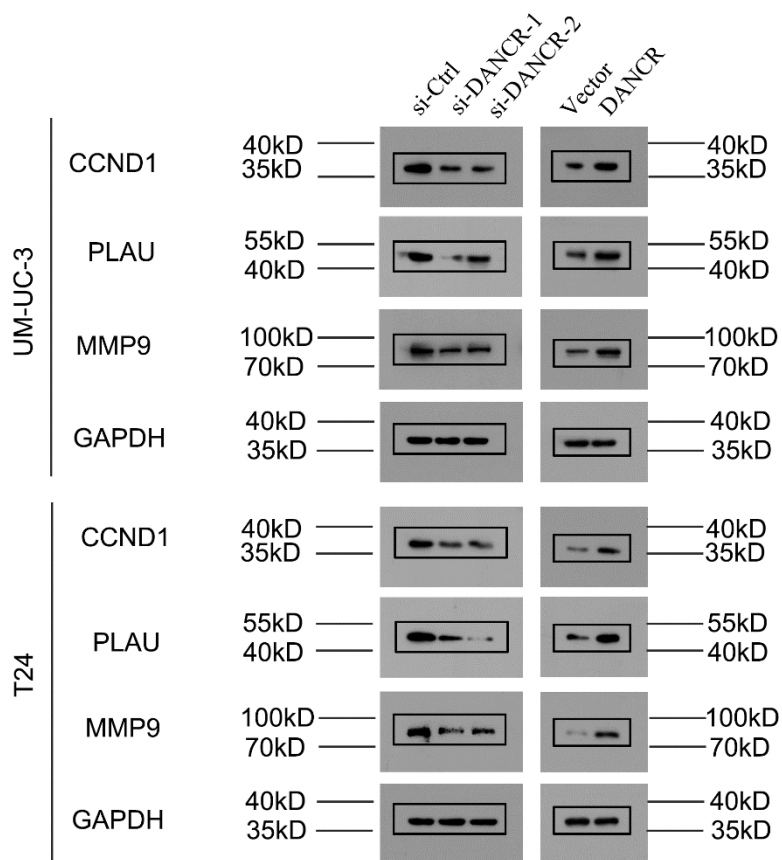 si-Ctrl si-DANCR-1 si-DANCR-2 Vector DANCR
UM-UC-3
CCND1 40kD 40kD
35kD 35kD
PLAU 55kD 55kD
40kD 40kD
MMP9 100kD 100kD
70kD 70kD
GAPDH 40kD 40kD
35kD 35kD
T24
CCND1 40kD 40kD
35kD 35kD
PLAU 55kD 55kD
40kD 40kD
MMP9 100kD 100kD
70kD 70kD
GAPDH 40kD 40kD
35kD 35kD